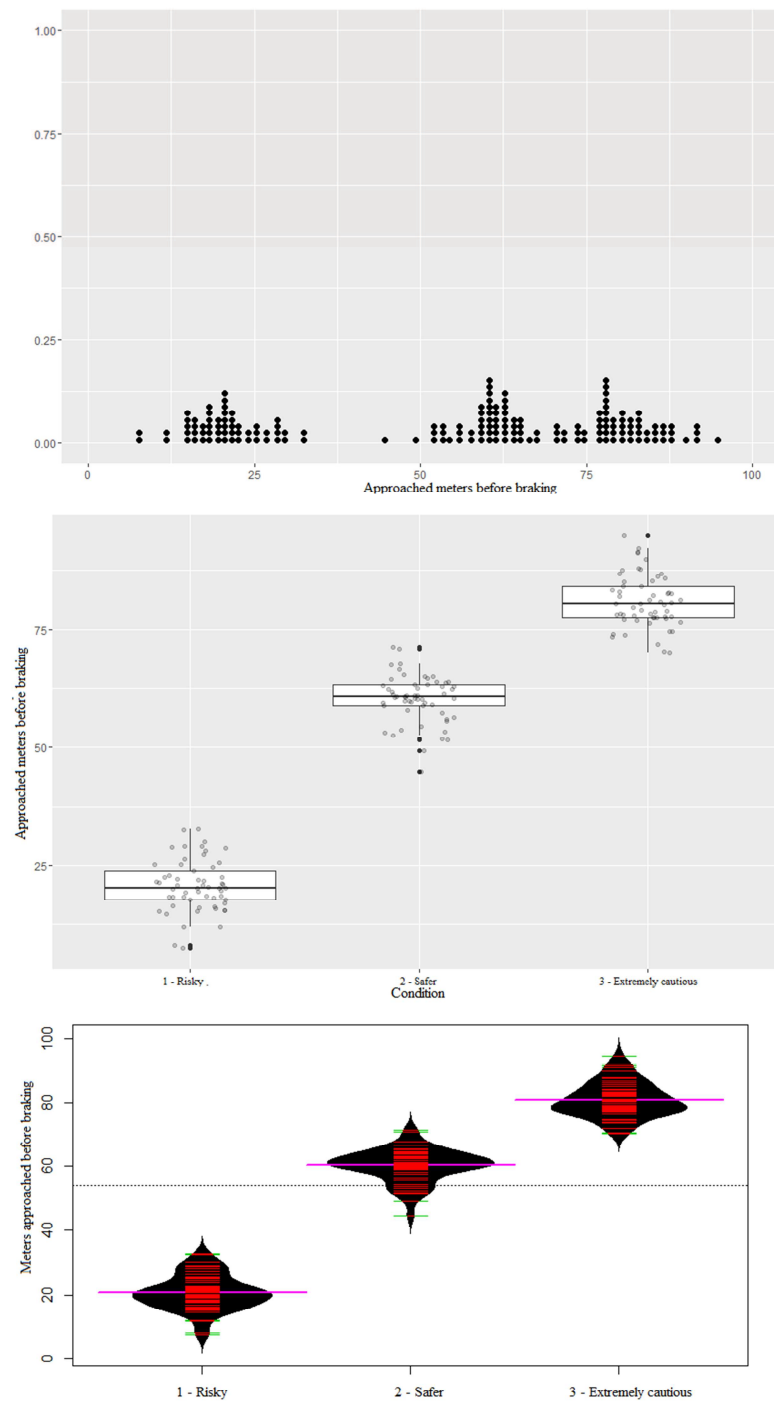 1.00
0.75
0.50
0.25
0.00
0 25 50 75 100
Approached meters before braking
Approached meters before braking
75
50
25
1 - Risky . 2 - Safer 3 - Extremely cautious
Condition
Meters approached before braking
100
80
60
40
20
0
1 - Risky 2 - Safer 3 - Extremely cautious